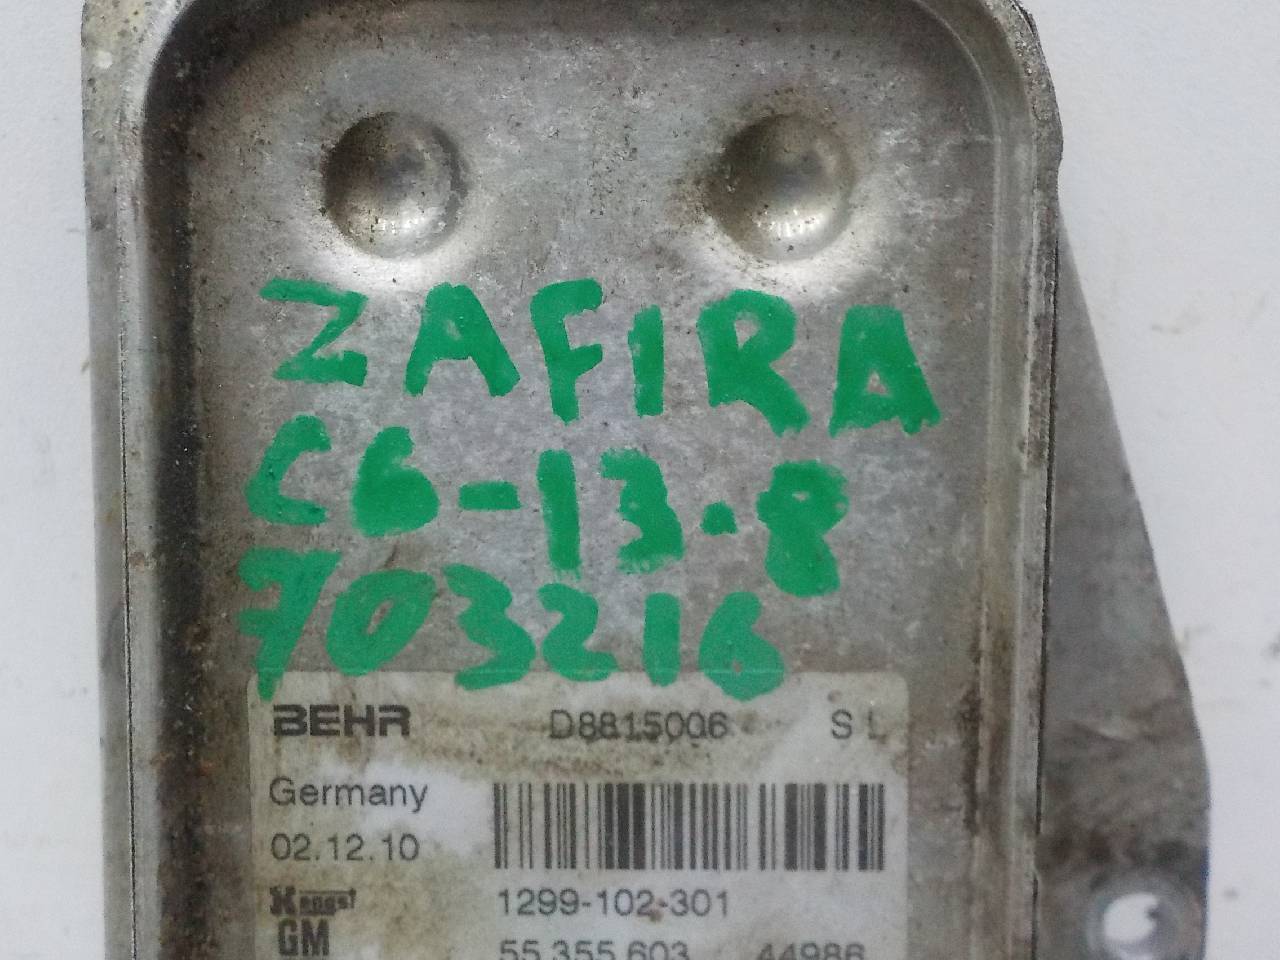 ZAFIRA
C6-13.8
703216
BEHR D8815006 S L
Germany
02.12.10
Kengst 1299-102-301
GM 55 355 603 44986